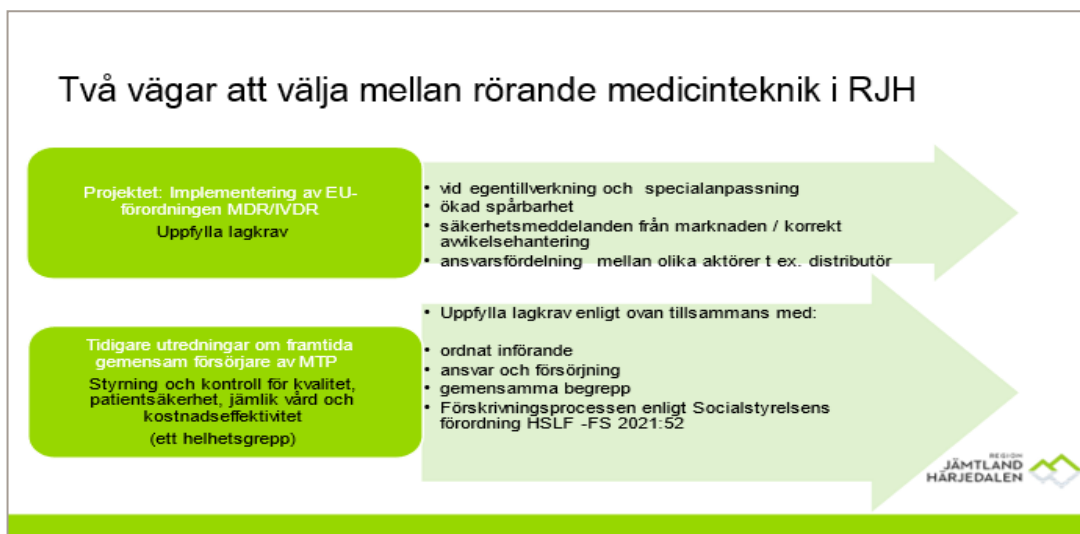 Två vägar att välja mellan rörande medicinteknik i RJH
Projektet: Implementering av EU-
förordningen MDR/IVDR
Uppfylla lagkrav
• vid egentillverkning och specialanpassning
• ökad spårbarhet
• säkerhetsmeddelanden från marknaden / korrekt
avvikelsehantering
• ansvarsfördelning mellan olika aktörer t ex. distributör
Tidigare utredningar om framtida
gemensam försörjare av MTP
Styrning och kontroll för kvalitet,
patientsäkerhet, jämlik vård och
kostnadseffektivitet
(ett helhetsgrepp)
• Uppfylla lagkrav enligt ovan tillsammans med:
• ordnat införande
• ansvar och försörjning
• gemensamma begrepp
• Förskrivningsprocessen enligt Socialstyrelsens
förordning HSLF -FS 2021:52
REGION
JÄMTLAND
HÄRJEDALEN